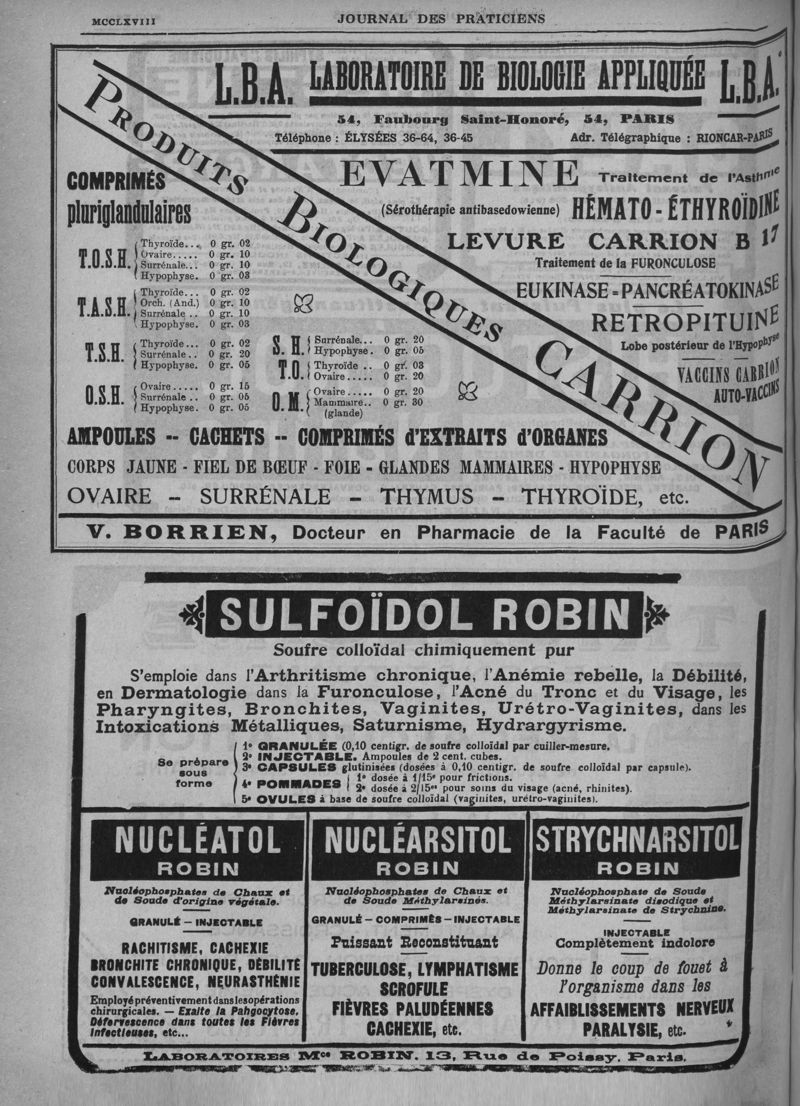 MCCLXVIII
JOURNAL DES PRATICIENS
L.B.A. LABORATOIRE DE BIOLOGIE APPLIQUÉE L.B.A.
54, Faubourg Saint-Honoré, 54, PARIS
Téléphone : ÉLYSÉES 36-64, 36-45
Adr. Télégraphique : RIONCAR-PARIS
PRODUITS BIOLOGIQUES CARRION
EVATMINE Traitement de l'Asthme
(Sérothérapie antibasedowienne) HÉMATO-ÉTHYROÏDINE
LEVURE CARRION B 17
Traitement de la FURONCULOSE
EUKINASE=PANCRÉATOKINASE
RETROPITUINE
Lobe postérieur de l'Hypophyse
VACCINS CARRION
AUTO-VACCINS
COMPRIMÉS
pluriglandulaires
T.O.S.H.
Thyroïde... 0 gr. 02
Ovaire..... 0 gr. 10
Surrénale.. 0 gr. 10
Hypophyse. 0 gr. 03
T.A.S.H.
Thyroïde... 0 gr. 02
Orch. (And.) 0 gr. 10
Surrénale .. 0 gr. 10
Hypophyse. 0 gr. 03
T.S.H.
Thyroïde... 0 gr. 02
Surrénale .. 0 gr. 20
Hypophyse. 0 gr. 05
O.S.H.
Ovaire..... 0 gr. 15
Surrénale .. 0 gr. 05
Hypophyse. 0 gr. 05
S. H.
Surrénale... 0 gr. 20
Hypophyse. 0 gr. 05
T.O.
Thyroïde .. 0 gr. 03
Ovaire..... 0 gr. 20
O.M.
Ovaire..... 0 gr. 20
Mammaire.. 0 gr. 30
(glande)
AMPOULES -- CACHETS -- COMPRIMÉS d'EXTRAITS d'ORGANES
CORPS JAUNE - FIEL DE BŒUF - FOIE - GLANDES MAMMAIRES - HYPOPHYSE
OVAIRE - SURRÉNALE - THYMUS - THYROÏDE, etc.
V. BORRIEN, Docteur en Pharmacie de la Faculté de PARIS
SULFOÏDOL ROBIN
Soufre colloïdal chimiquement pur
S'emploie dans l'Arthritisme chronique, l'Anémie rebelle, la Débilité,
en Dermatologie dans la Furonculose, l'Acné du Tronc et du Visage, les
Pharyngites, Bronchites, Vaginites, Urétro-Vaginites, dans les
Intoxications Métalliques, Saturnisme, Hydrargyrisme.
Se prépare
sous
forme
1º GRANULÉE (0,10 centigr. de soufre colloïdal par cuiller-mesure.
2º INJECTABLE. Ampoules de 2 cent. cubes.
3º CAPSULES glutinisées (dosées à 0,10 centigr. de soufre colloïdal par capsule).
4º POMMADES
1º dosée à 1/15e pour frictions.
2º dosée à 2/15es pour soins du visage (acné, rhinites).
5º OVULES à base de soufre colloïdal (vaginites, urétro-vaginites).
NUCLÉATOL
ROBIN
Nucléophosphates de Chaux et
de Soude d'origine végétale.
GRANULÉ - INJECTABLE
RACHITISME, CACHEXIE
BRONCHITE CHRONIQUE, DÉBILITÉ
CONVALESCENCE, NEURASTHÉNIE
Employé préventivement dans les opérations
chirurgicales. — Exalte la Pahgocytose,
Défervescence dans toutes les Fièvres
Infectieuses, etc...
NUCLÉARSITOL
ROBIN
Nucléophosphates de Chaux et
de Soude Méthylarsinés.
GRANULÉ - COMPRIMÉS - INJECTABLE
Puissant Reconstituant
TUBERCULOSE, LYMPHATISME
SCROFULE
FIÈVRES PALUDÉENNES
CACHEXIE, etc.
STRYCHNARSITOL
ROBIN
Nucléophosphate de Soude
Méthylarsinate disodique et
Méthylarsinate de Strychnine.
INJECTABLE
Complètement indolore
Donne le coup de fouet à
l'organisme dans les
AFFAIBLISSEMENTS NERVEUX
PARALYSIE, etc.
LABORATOIRES Mce ROBIN. 13, Rue de Poissy. Paris.